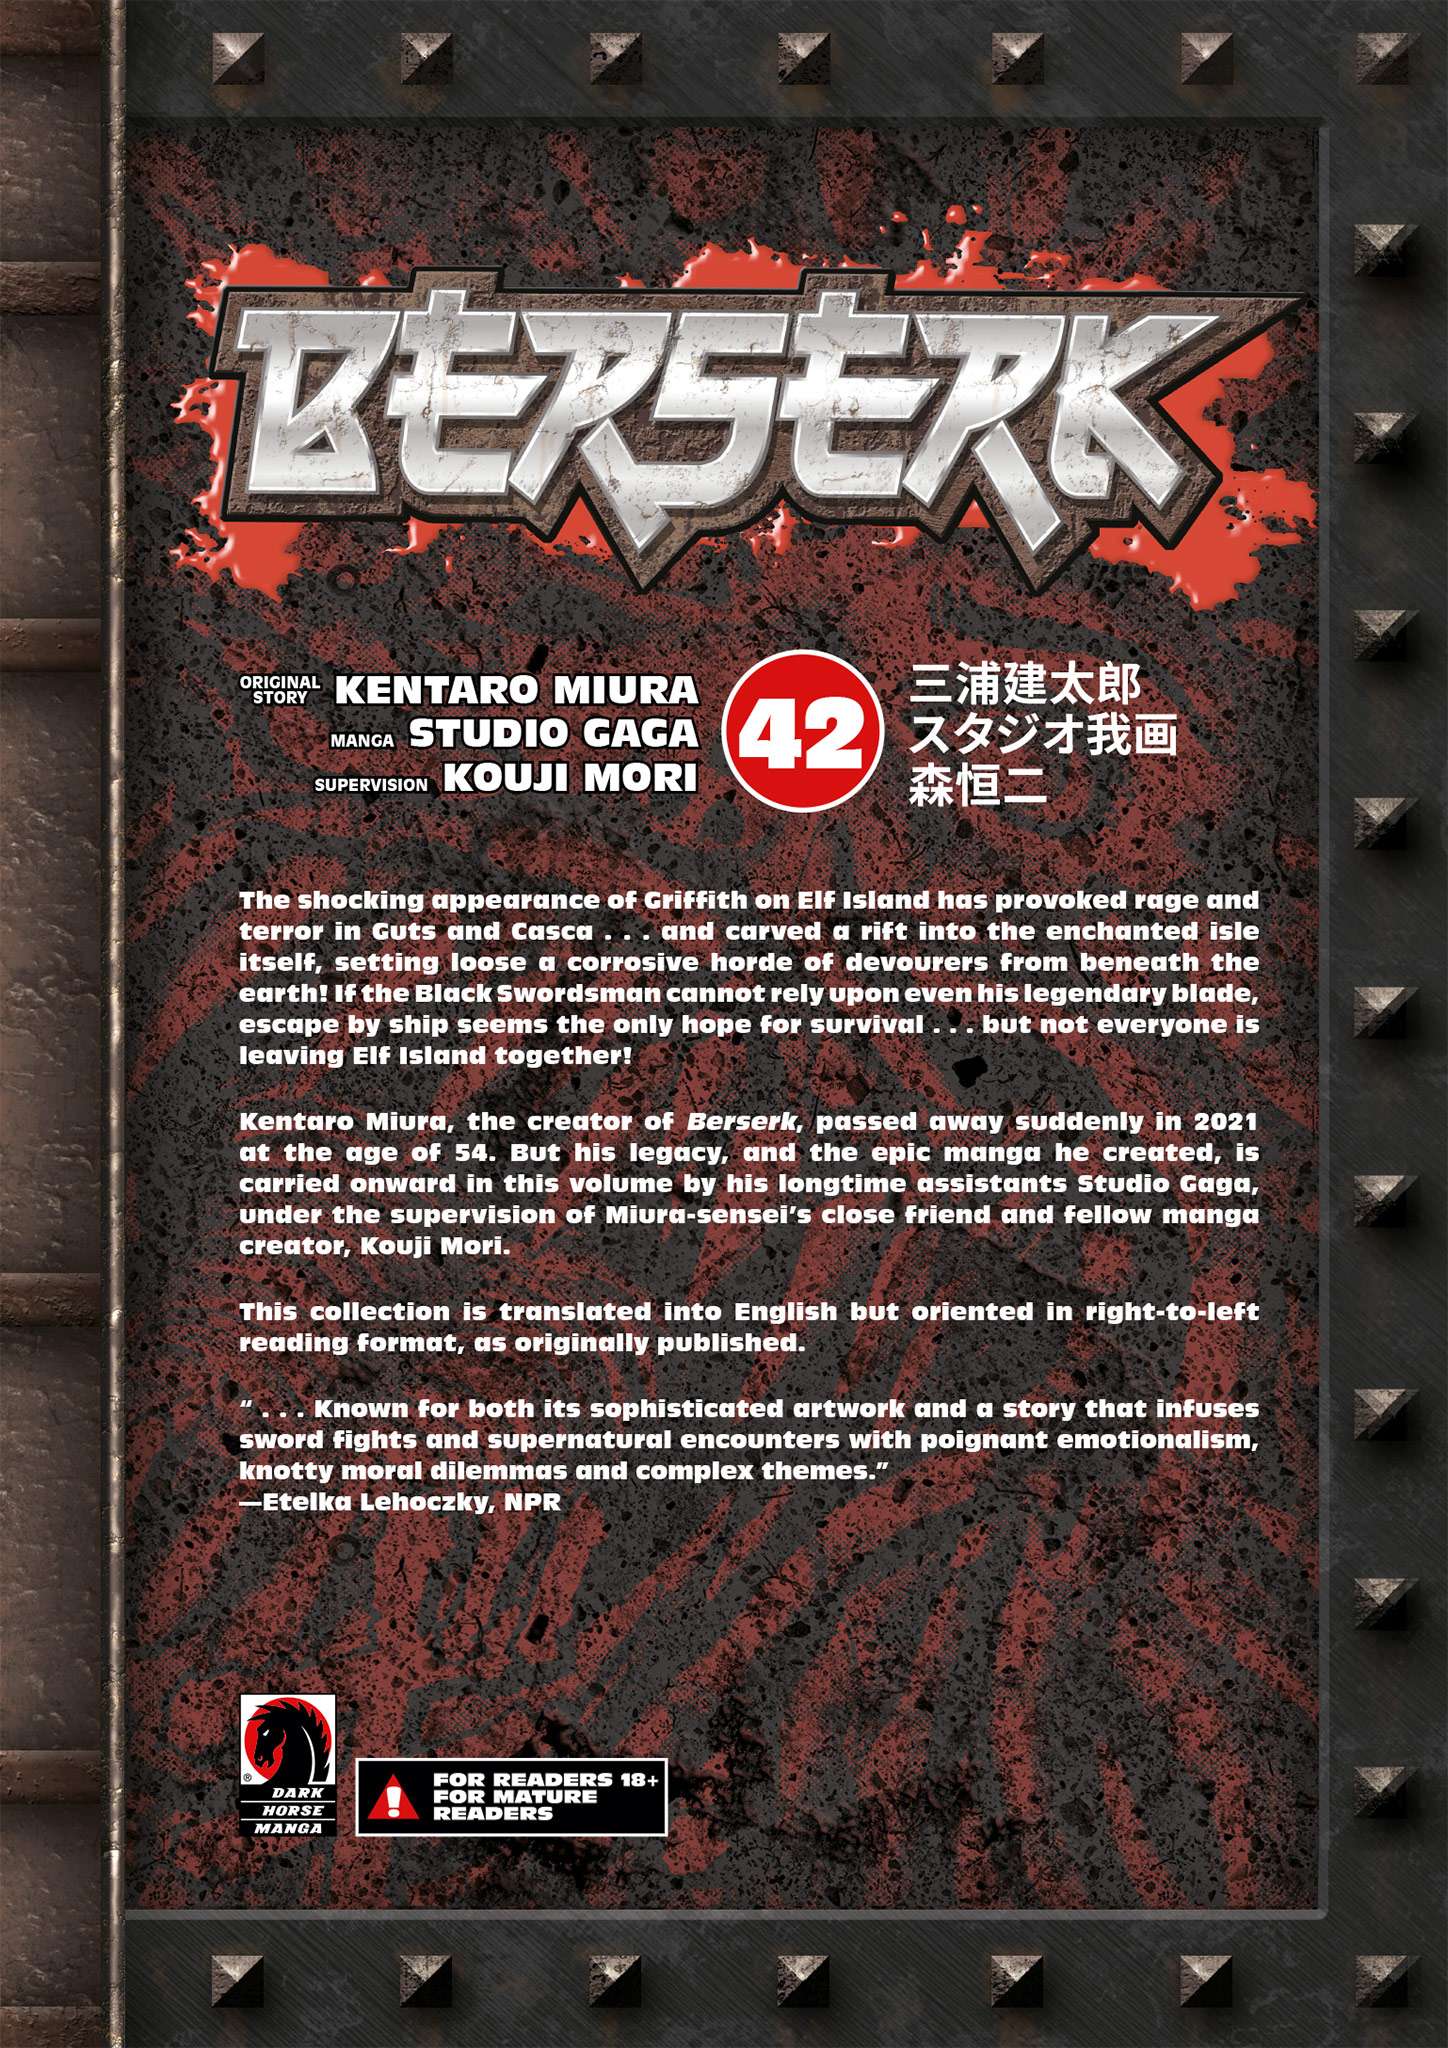 BERSERK
ORIGINAL STORY KENTARO MIURA
MANGA STUDIO GAGA
SUPERVISION KOUJI MORI
42
三浦建太郎
スタジオ我画
森恒二
The shocking appearance of Griffith on Elf Island has provoked rage and
terror in Guts and Casca . . . and carved a rift into the enchanted isle
itself, setting loose a corrosive horde of devourers from beneath the
earth! If the Black Swordsman cannot rely upon even his legendary blade,
escape by ship seems the only hope for survival . . . but not everyone is
leaving Elf Island together!
Kentaro Miura, the creator of Berserk, passed away suddenly in 2021
at the age of 54. But his legacy, and the epic manga he created, is
carried onward in this volume by his longtime assistants Studio Gaga,
under the supervision of Miura-sensei’s close friend and fellow manga
creator, Kouji Mori.
This collection is translated into English but oriented in right-to-left
reading format, as originally published.
“ . . . Known for both its sophisticated artwork and a story that infuses
sword fights and supernatural encounters with poignant emotionalism,
knotty moral dilemmas and complex themes.”
—Etelka Lehoczky, NPR
®
DARK
HORSE
MANGA
FOR READERS 18+
FOR MATURE
READERS